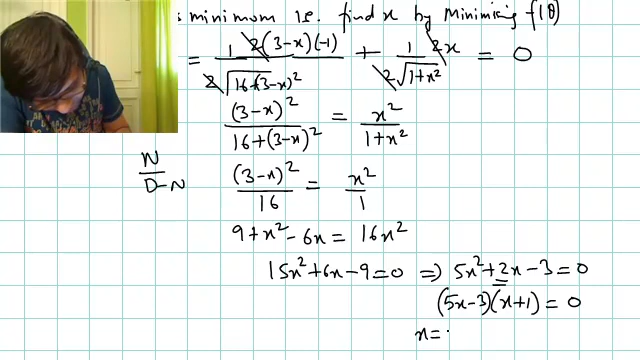 s minimum i.e. find x by minimising f(B)
= 1 2(3-x)(-1) / 2√16+(3-x)² + 1 2x / 2√1+x² = 0
(3-x)² / 16+(3-x)² = x² / 1+x²
N / D-N (3-x)² / 16 = x² / 1
9+x²-6x = 16x²
15x²+6x-9=0 ⇒ 5x²+2x-3=0
(5x-3)(x+1)=0
x=